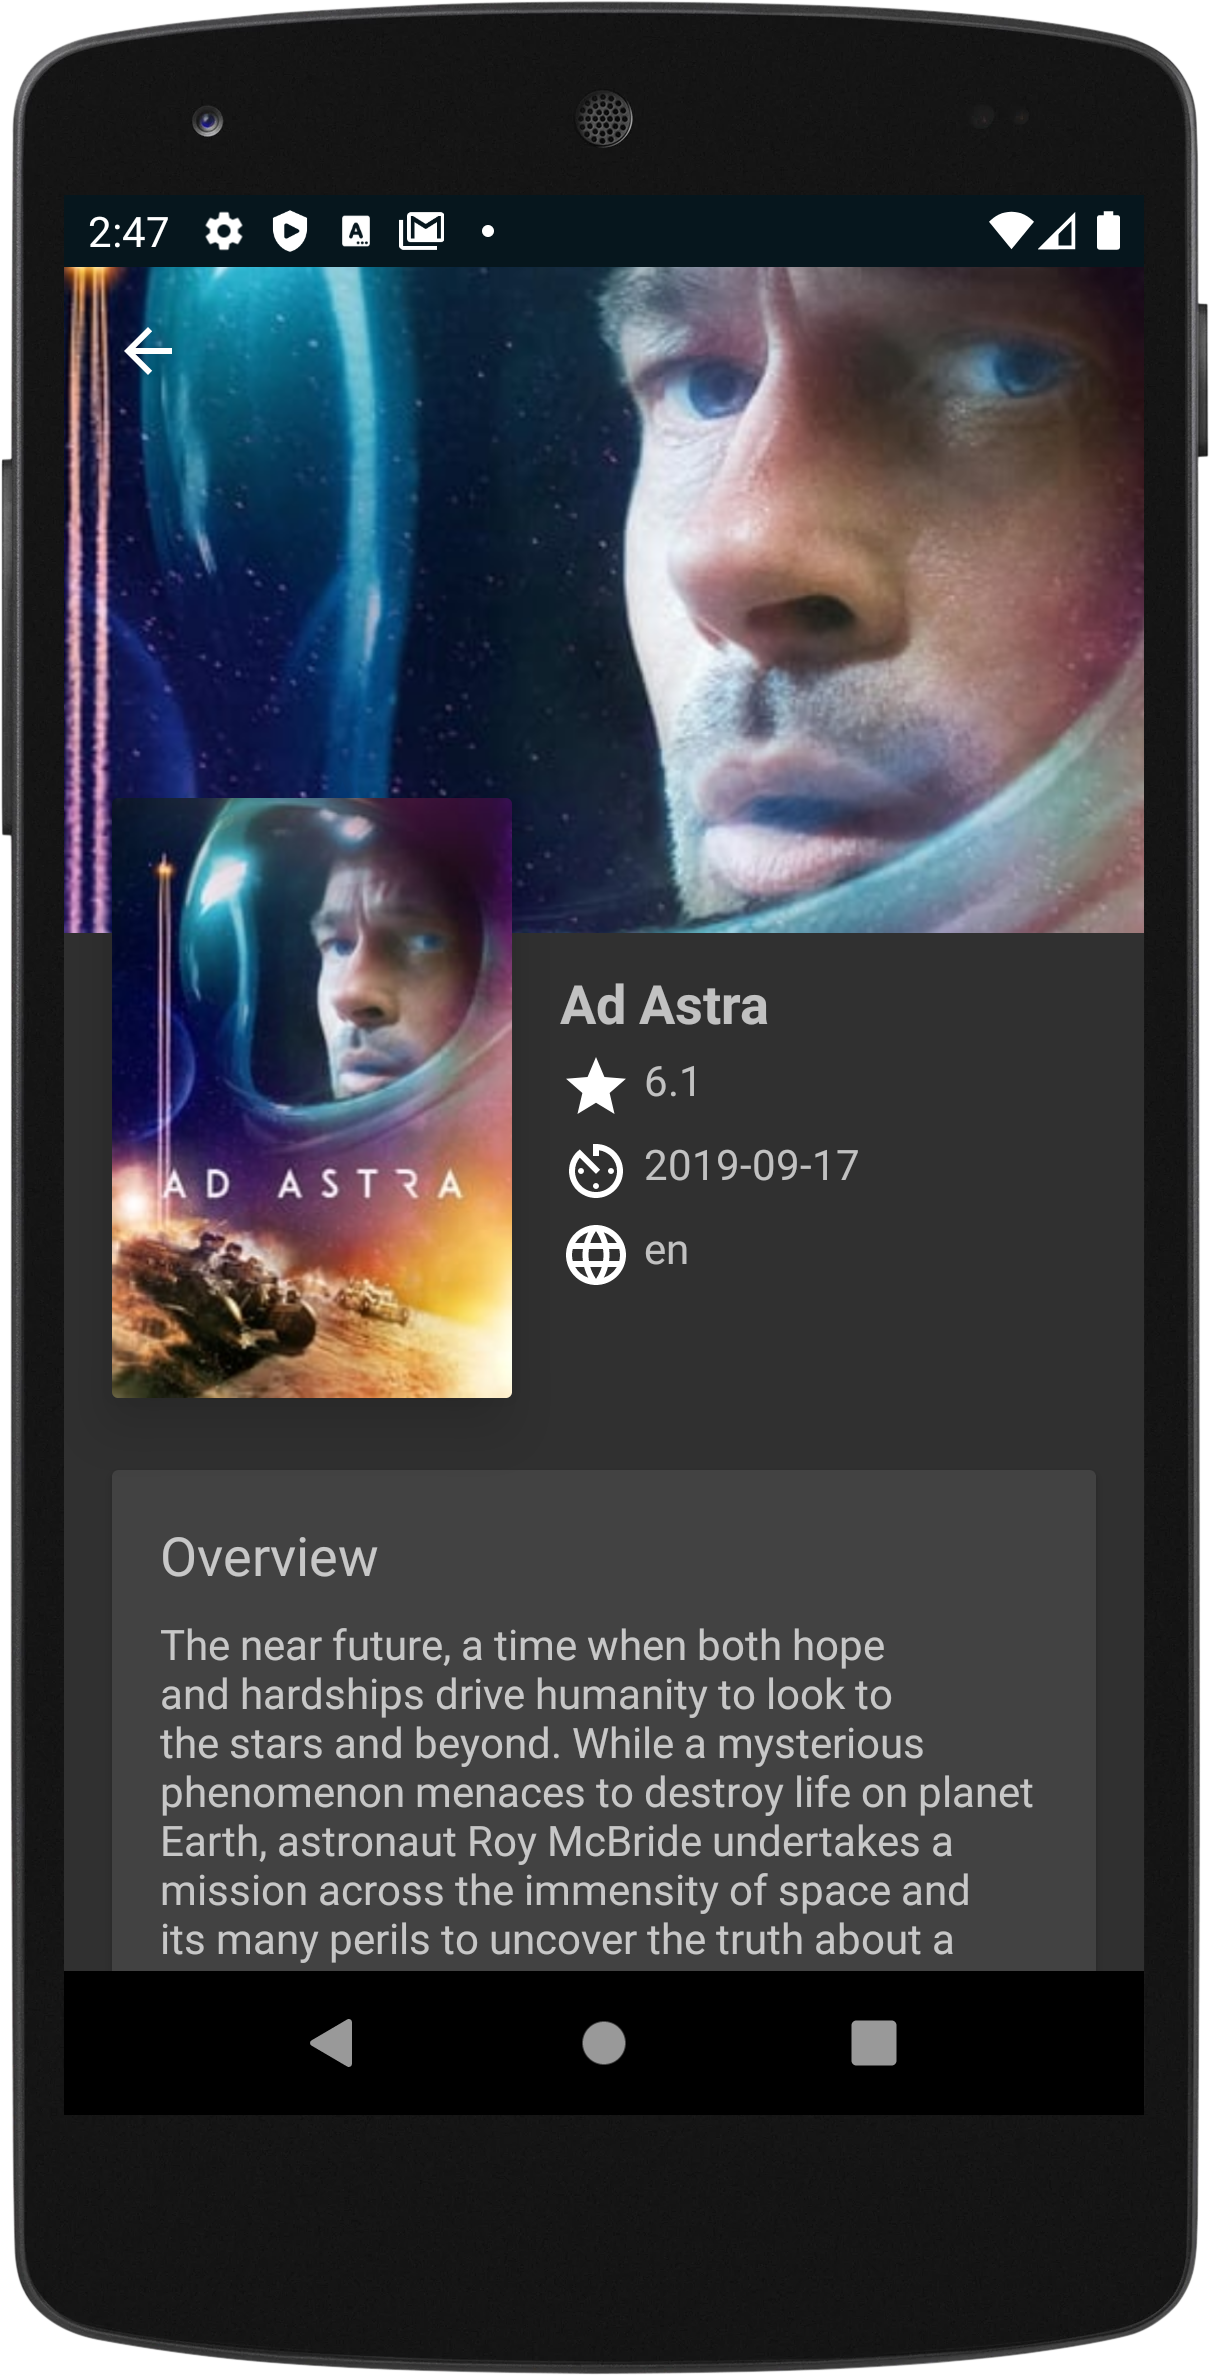 2:47
A
Ad Astra
6.1
2019-09-17
en
AD ASTRA
Overview
The near future, a time when both hope
and hardships drive humanity to look to
the stars and beyond. While a mysterious
phenomenon menaces to destroy life on planet
Earth, astronaut Roy McBride undertakes a
mission across the immensity of space and
its many perils to uncover the truth about a